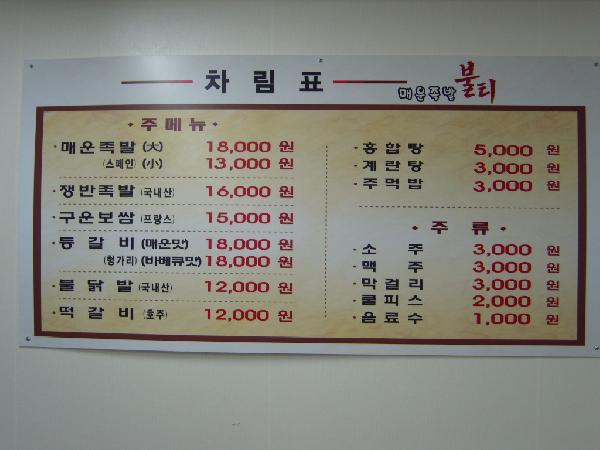 차림표
매운족발 불티
· 주메뉴 ·
· 매운족발 (大) 18,000 원
(스페인) (小) 13,000 원
· 쟁반족발 (국내산) 16,000 원
· 구운보쌈 (프랑스) 15,000 원
· 등갈비 (매운맛) 18,000 원
(헝가리) (바베큐맛) 18,000 원
· 불닭발 (국내산) 12,000 원
· 떡갈비 (호주) 12,000 원
· 홍합탕 5,000 원
· 계란탕 3,000 원
· 주먹밥 3,000 원
· 주류 ·
· 소주 3,000 원
· 맥주 3,000 원
· 막걸리 3,000 원
· 쿨피스 2,000 원
· 음료수 1,000 원